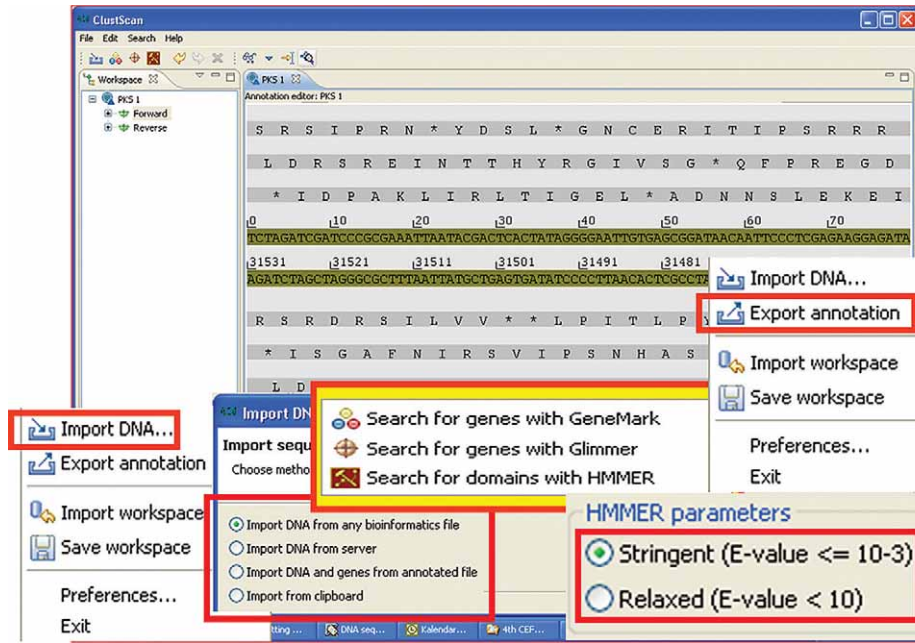 ClustScan
File Edit Search Help
Workspace
PKS 1
PKS 1
Forward
Reverse
Annotation editor: PKS 1
S R S I P R N * Y D S L * G N C E R I T I P S R R R
L D R S R E I N T T H Y R G I V S G * Q F P R E G D
* I D P A K L I R L T I G E L * A D N N S L E K E I
0 10 20 30 40 50 60 70
TCTAGATCGATCCCGCGAAATTAATACGACTCACTATAGGGGAATTGTGAGCGGATAACAATTCCCTCGAGAAGGAGATA
31531 31521 31511 31501 31491 31481
AGATCTAGCTAGGGCGCTTTAATTATGCTGAGTGATATCCCCTTAACACTCGCCTA
R S R D R S I L V V * * L P I T L P Y
* I S G A F N I R S V I P S N H A S
L D
Import DNA...
Export annotation
Import workspace
Save workspace
Preferences...
Exit
Import DNA...
Export annotation
Import workspace
Save workspace
Preferences...
Exit
Import DN
Import sequ
Choose metho
Import DNA from any bioinformatics file
Import DNA from server
Import DNA and genes from annotated file
Import from clipboard
Search for genes with GeneMark
Search for genes with Glimmer
Search for domains with HMMER
HMMER parameters
Stringent (E-value <= 10-3)
Relaxed (E-value < 10)
tting ...
DNA seq...
Kalendar...
4th CEF...